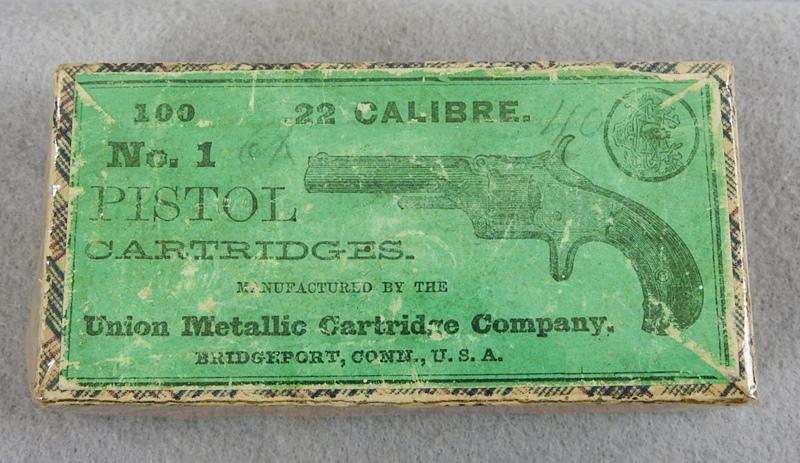 100 .22 CALIBRE.
No. 1
PISTOL
CARTRIDGES.
MANUFACTURED BY THE
Union Metallic Cartridge Company.
BRIDGEPORT, CONN., U. S. A.